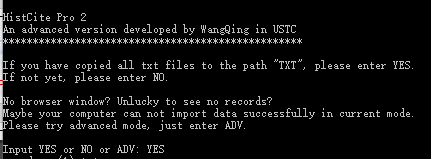 HistCite Pro 2
An advanced version developed by WangQing in USTC
**************************************************
If you have copied all txt files to the path "TXT", please enter YES.
If not yet, please enter NO.
No browser window? Unlucky to see no records?
Maybe your computer can not import data successfully in current mode.
Please try advanced mode, just enter ADV.
Input YES or NO or ADV: YES